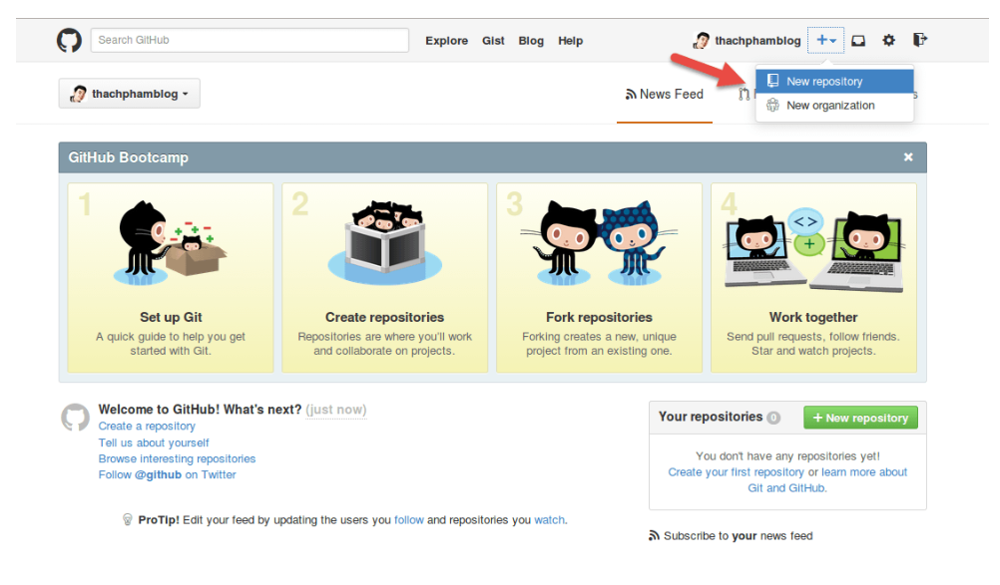 Search GitHub
Explore Gist Blog Help
thachphamblog
New repository
New organization
thachphamblog
News Feed
GitHub Bootcamp
1
2
3
4
Set up Git
A quick guide to help you get
started with Git.
Create repositories
Repositories are where you'll work
and collaborate on projects.
Fork repositories
Forking creates a new, unique
project from an existing one.
Work together
Send pull requests, follow friends.
Star and watch projects.
Welcome to GitHub! What's next? (just now)
Create a repository
Tell us about yourself
Browse interesting repositories
Follow @github on Twitter
ProTip! Edit your feed by updating the users you follow and repositories you watch.
Your repositories 0
+ New repository
You don't have any repositories yet!
Create your first repository or learn more about
Git and GitHub.
Subscribe to your news feed